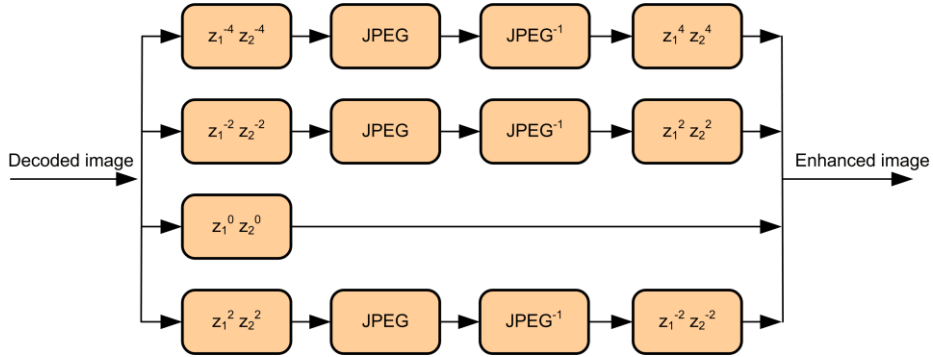 z₁⁻⁴ z₂⁻⁴ JPEG JPEG⁻¹ z₁⁴ z₂⁴
z₁⁻² z₂⁻² JPEG JPEG⁻¹ z₁² z₂²
Decoded image Enhanced image
z₁⁰ z₂⁰
z₁² z₂² JPEG JPEG⁻¹ z₁⁻² z₂⁻²